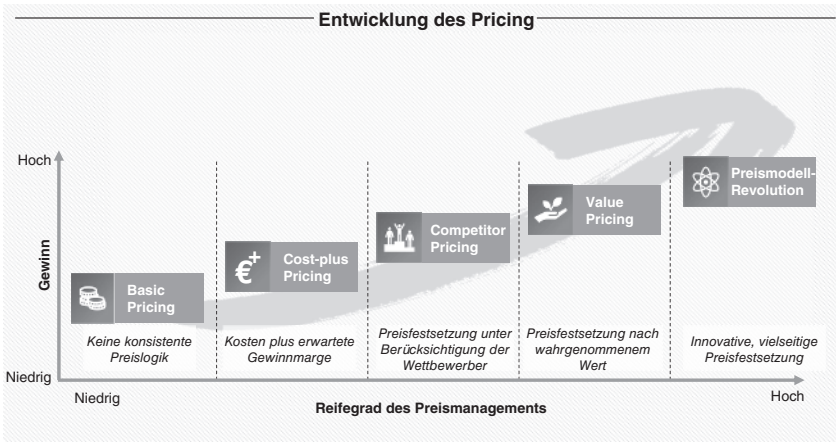 Entwicklung des Pricing
Hoch
Gewinn
Niedrig
Basic
Pricing
Keine konsistente
Preislogik
€+
Cost-plus
Pricing
Kosten plus erwartete
Gewinnmarge
Competitor
Pricing
Preisfestsetzung unter
Berücksichtigung der
Wettbewerber
Value
Pricing
Preisfestsetzung nach
wahrgenommenem
Wert
Preismodell-
Revolution
Innovative, vielseitige
Preisfestsetzung
Niedrig
Reifegrad des Preismanagements
Hoch